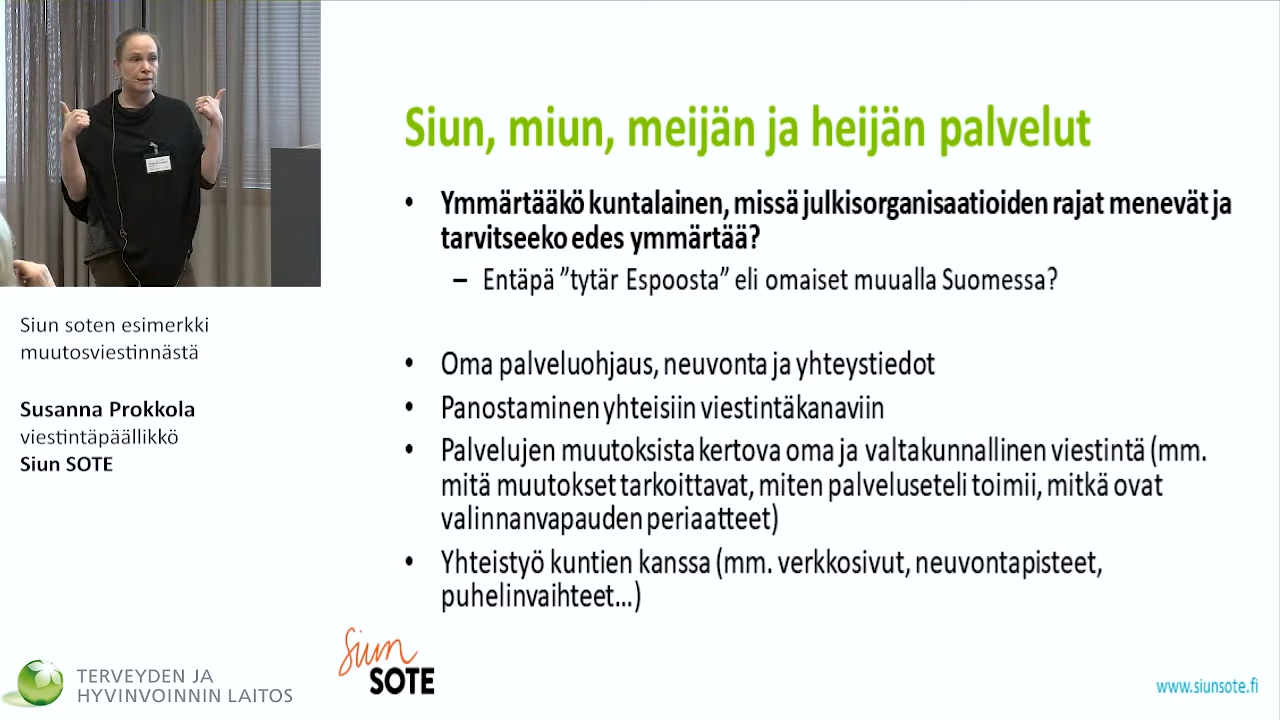 Siun, miun, meijän ja heijän palvelut
• Ymmärtääkö kuntalainen, missä julkisorganisaatioiden rajat menevät ja
tarvitseeko edes ymmärtää?
– Entäpä ”tytär Espoosta” eli omaiset muualla Suomessa?
• Oma palveluohjaus, neuvonta ja yhteystiedot
• Panostaminen yhteisiin viestintäkanaviin
• Palvelujen muutoksista kertova oma ja valtakunnallinen viestintä (mm.
mitä muutokset tarkoittavat, miten palveluseteli toimii, mitkä ovat
valinnanvapauden periaatteet)
• Yhteistyö kuntien kanssa (mm. verkkosivut, neuvontapisteet,
puhelinvaihteet...)
Siun soten esimerkki
muutosviestinnästä
Susanna Prokkola
viestintäpäällikkö
Siun SOTE
TERVEYDEN JA
HYVINVOINNIN LAITOS
Siun
SOTE
www.siunsote.fi